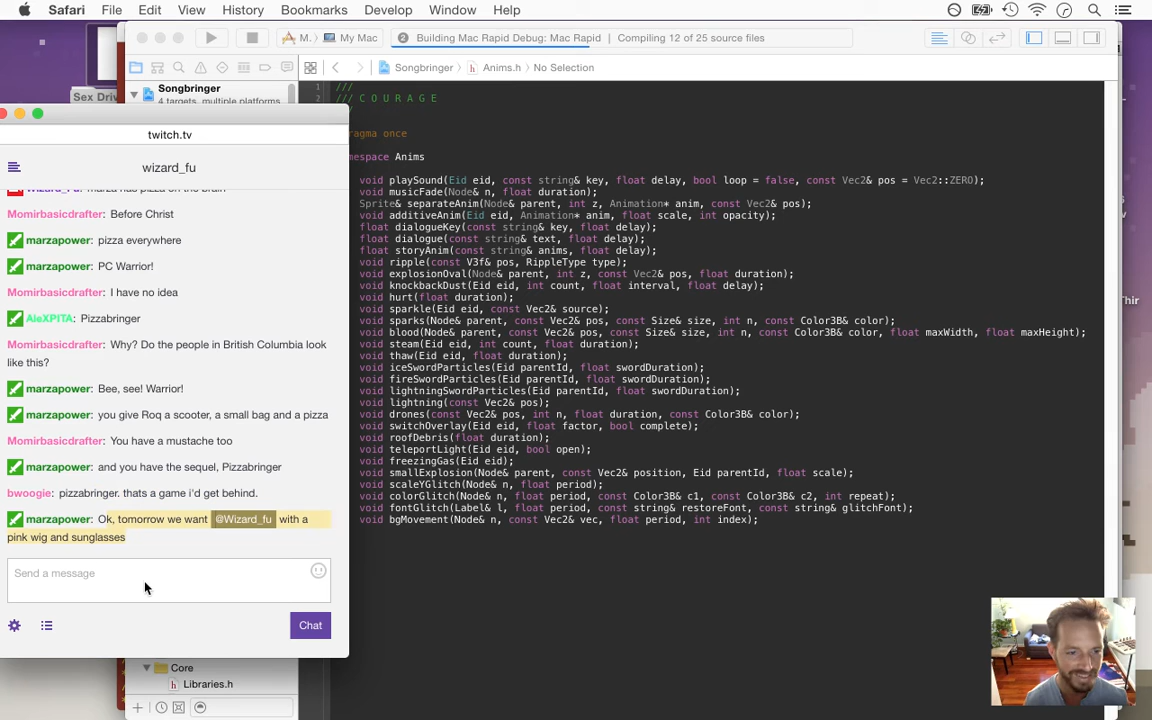 Safari File Edit View History Bookmarks Develop Window Help
M. My Mac
2 Building Mac Rapid Debug: Mac Rapid Compiling 12 of 25 source files
Songbringer Anims.h No Selection
Songbringer
4 targets, multiple platforms
1 ///
2 /// C O U R A G E
ragma once
mespace Anims
void playSound(Eid eid, const string& key, float delay, bool loop = false, const Vec2& pos = Vec2::ZERO);
void musicFade(Node& n, float duration);
Sprite& separateAnim(Node& parent, int z, Animation* anim, const Vec2& pos);
void additiveAnim(Eid eid, Animation* anim, float scale, int opacity);
float dialogueKey(const string& key, float delay);
float dialogue(const string& text, float delay);
float storyAnim(const string& anims, float delay);
void ripple(const V3f& pos, RippleType type);
void explosionOval(Node& parent, int z, const Vec2& pos, float duration);
void knockbackDust(Eid eid, int count, float interval, float delay);
void hurt(float duration);
void sparkle(Eid eid, const Vec2& source);
void sparks(Node& parent, const Vec2& pos, const Size& size, int n, const Color3B& color);
void blood(Node& parent, const Vec2& pos, const Size& size, int n, const Color3B& color, float maxWidth, float maxHeight);
void steam(Eid eid, int count, float duration);
void thaw(Eid eid, float duration);
void iceSwordParticles(Eid parentId, float swordDuration);
void fireSwordParticles(Eid parentId, float swordDuration);
void lightningSwordParticles(Eid parentId, float swordDuration);
void lightning(const Vec2& pos);
void drones(const Vec2& pos, int n, float duration, const Color3B& color);
void switchOverlay(Eid eid, float factor, bool complete);
void roofDebris(float duration);
void teleportLight(Eid eid, bool open);
void freezingGas(Eid eid);
void smallExplosion(Node& parent, const Vec2& position, Eid parentId, float scale);
void scaleYGlitch(Node& n, float period);
void colorGlitch(Node& n, float period, const Color3B& c1, const Color3B& c2, int repeat);
void fontGlitch(Label& l, float period, const string& restoreFont, const string& glitchFont);
void bgMovement(Node& n, const Vec2& vec, float period, int index);
Sex Driv
twitch.tv
wizard_fu
Wizard_Fu: marza has pizza on the brain
Momirbasicdrafter: Before Christ
marzapower: pizza everywhere
marzapower: PC Warrior!
Momirbasicdrafter: I have no idea
AleXPITA: Pizzabringer
Momirbasicdrafter: Why? Do the people in British Columbia look
like this?
marzapower: Bee, see! Warrior!
marzapower: you give Roq a scooter, a small bag and a pizza
Momirbasicdrafter: You have a mustache too
marzapower: and you have the sequel, Pizzabringer
bwoogie: pizzabringer. thats a game i'd get behind.
marzapower: Ok, tomorrow we want @Wizard_fu with a
pink wig and sunglasses
Send a message
Chat
Core
Libraries.h
Thir